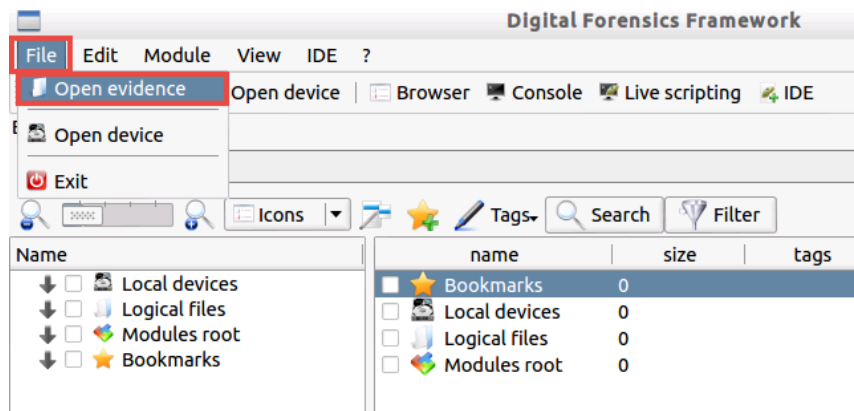 Digital Forensics Framework
File Edit Module View IDE ?
Open evidence Open device Browser Console Live scripting IDE
Open device
Exit
Icons Tags Search Filter
Name name size tags
Local devices Bookmarks 0
Logical files Local devices 0
Modules root Logical files 0
Bookmarks Modules root 0